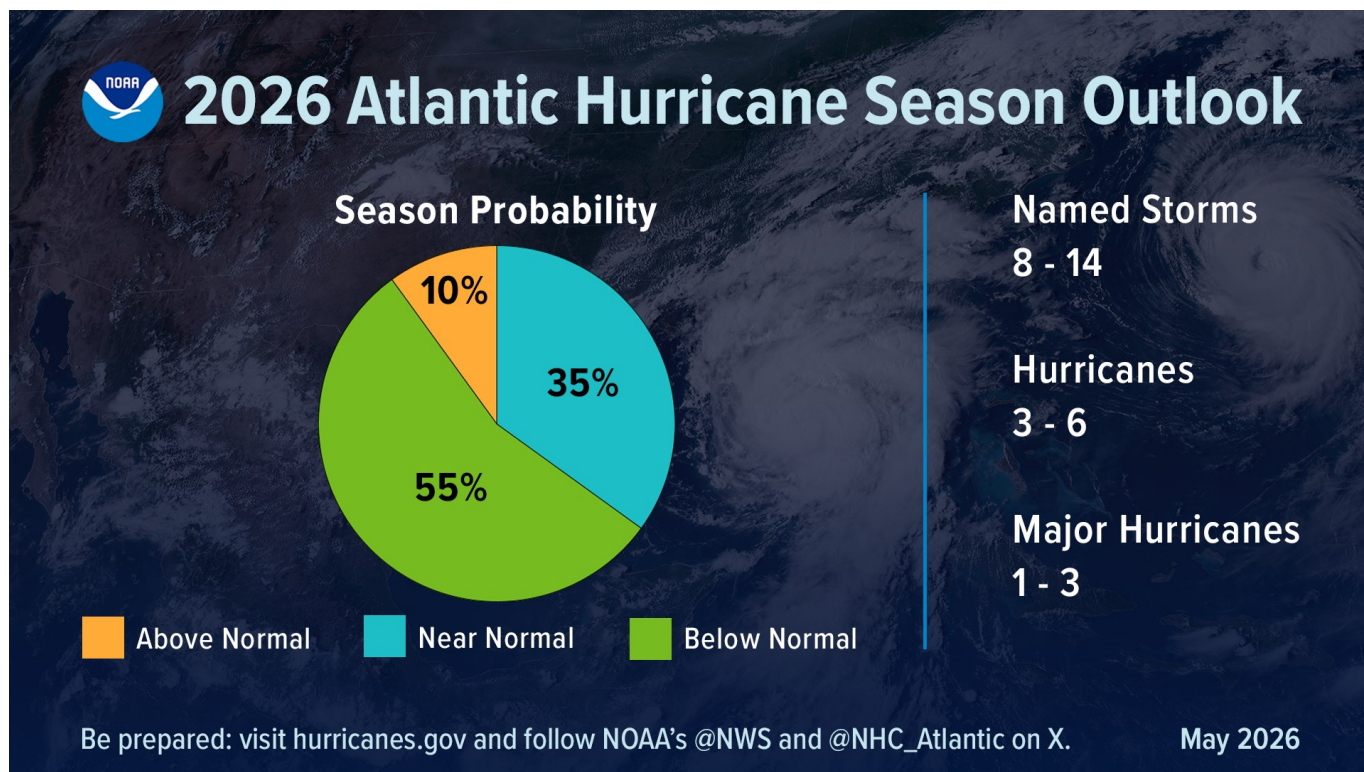 NOAA
2026 Atlantic Hurricane Season Outlook
Season Probability
10%
35%
55%
Above Normal
Near Normal
Below Normal
Named Storms
8 - 14
Hurricanes
3 - 6
Major Hurricanes
1 - 3
Be prepared: visit hurricanes.gov and follow NOAA’s @NWS and @NHC_Atlantic on X.
May 2026